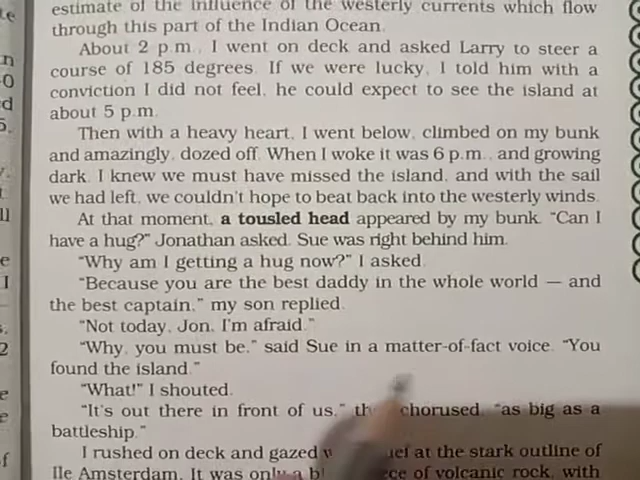 estimate of the influence of the westerly currents which flow
through this part of the Indian Ocean.
About 2 p.m., I went on deck and asked Larry to steer a
course of 185 degrees. If we were lucky, I told him with a
conviction I did not feel, he could expect to see the island at
about 5 p.m.
Then with a heavy heart, I went below, climbed on my bunk
and amazingly, dozed off. When I woke it was 6 p.m., and growing
dark. I knew we must have missed the island, and with the sail
we had left, we couldn't hope to beat back into the westerly winds.
At that moment, a tousled head appeared by my bunk. “Can I
have a hug?” Jonathan asked. Sue was right behind him.
“Why am I getting a hug now?” I asked.
“Because you are the best daddy in the whole world — and
the best captain,” my son replied.
“Not today, Jon, I'm afraid.”
“Why, you must be,” said Sue in a matter-of-fact voice. “You
found the island.”
“What!” I shouted.
“It's out there in front of us,” chorused, “as big as a
battleship.”
I rushed on deck and gazed at the stark outline of
Ile Amsterdam. It was only a of volcanic rock, with